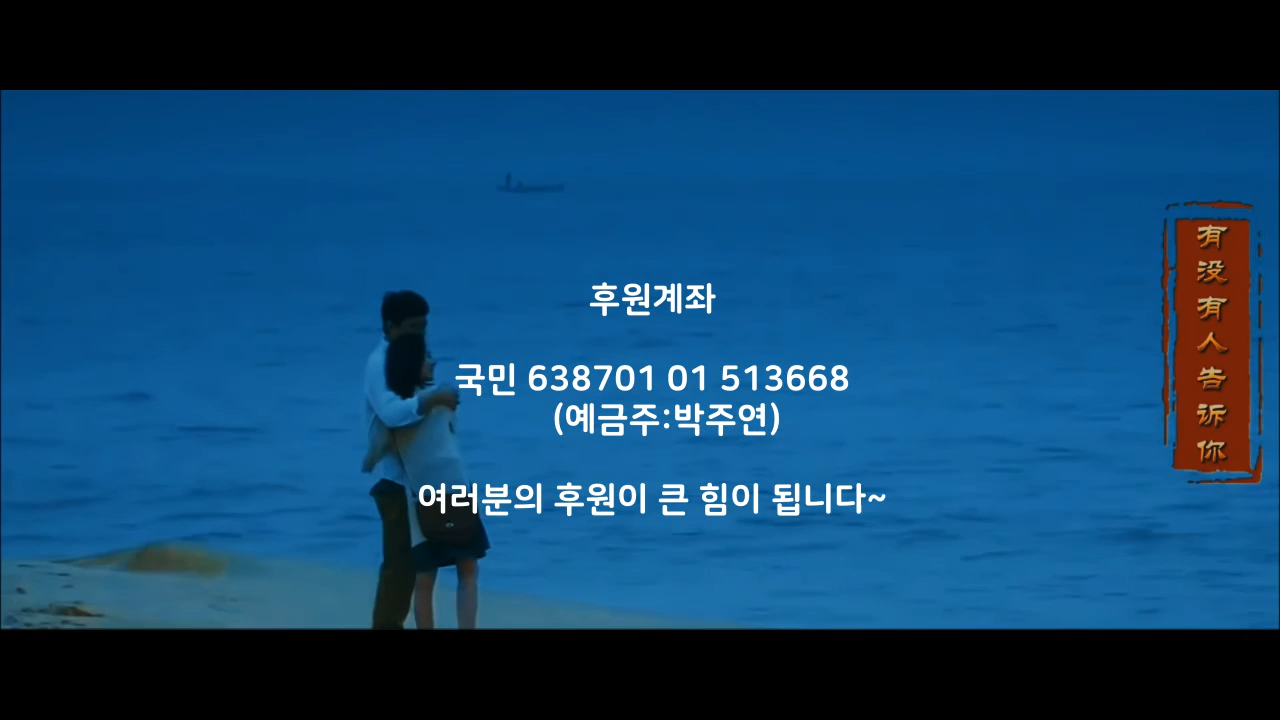 후원계좌
국민 638701 01 513668
(예금주:박주연)
여러분의 후원이 큰 힘이 됩니다~
有没有人告诉你